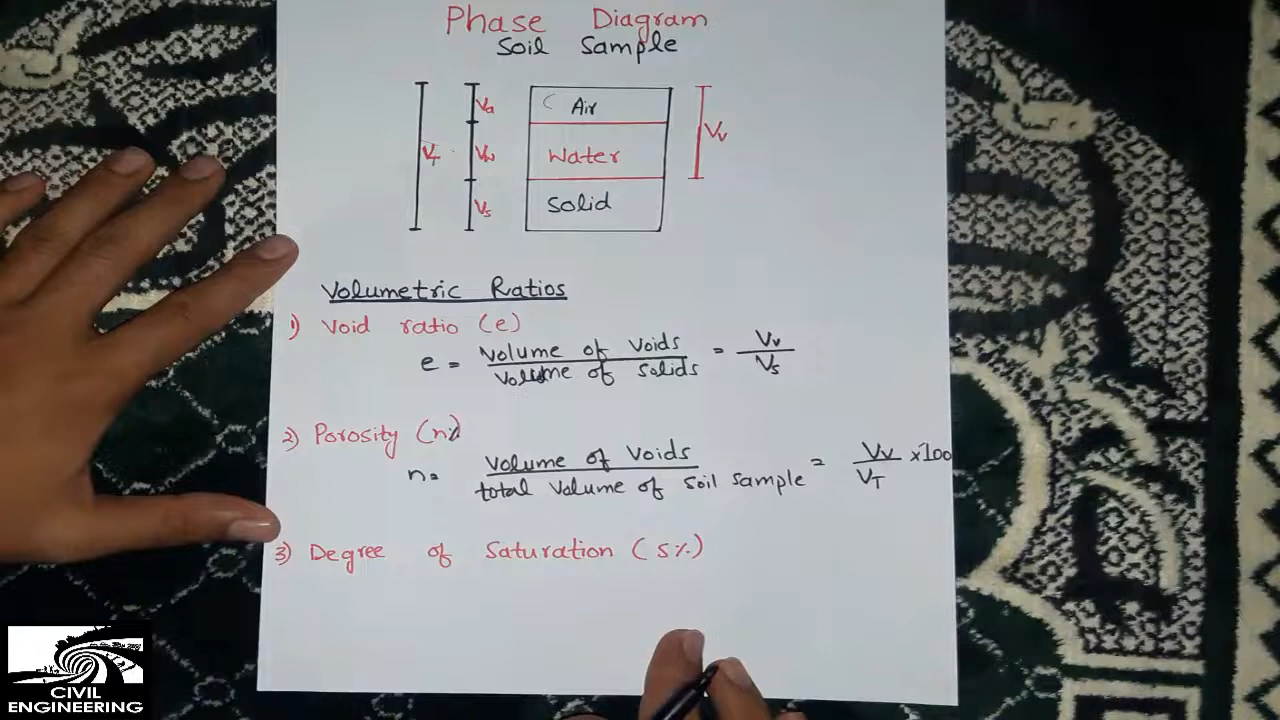 Phase Diagram
Soil Sample
Va Air
VT Vw Water Vv
Vs Solid
Volumetric Ratios
1) Void ratio (e)
e = Volume of Voids / Volume of Solids = Vv / Vs
2) Porosity (n)
n = Volume of Voids / total Volume of Soil Sample = Vv / VT ×100
3) Degree of Saturation (S%)
CIVIL
ENGINEERING